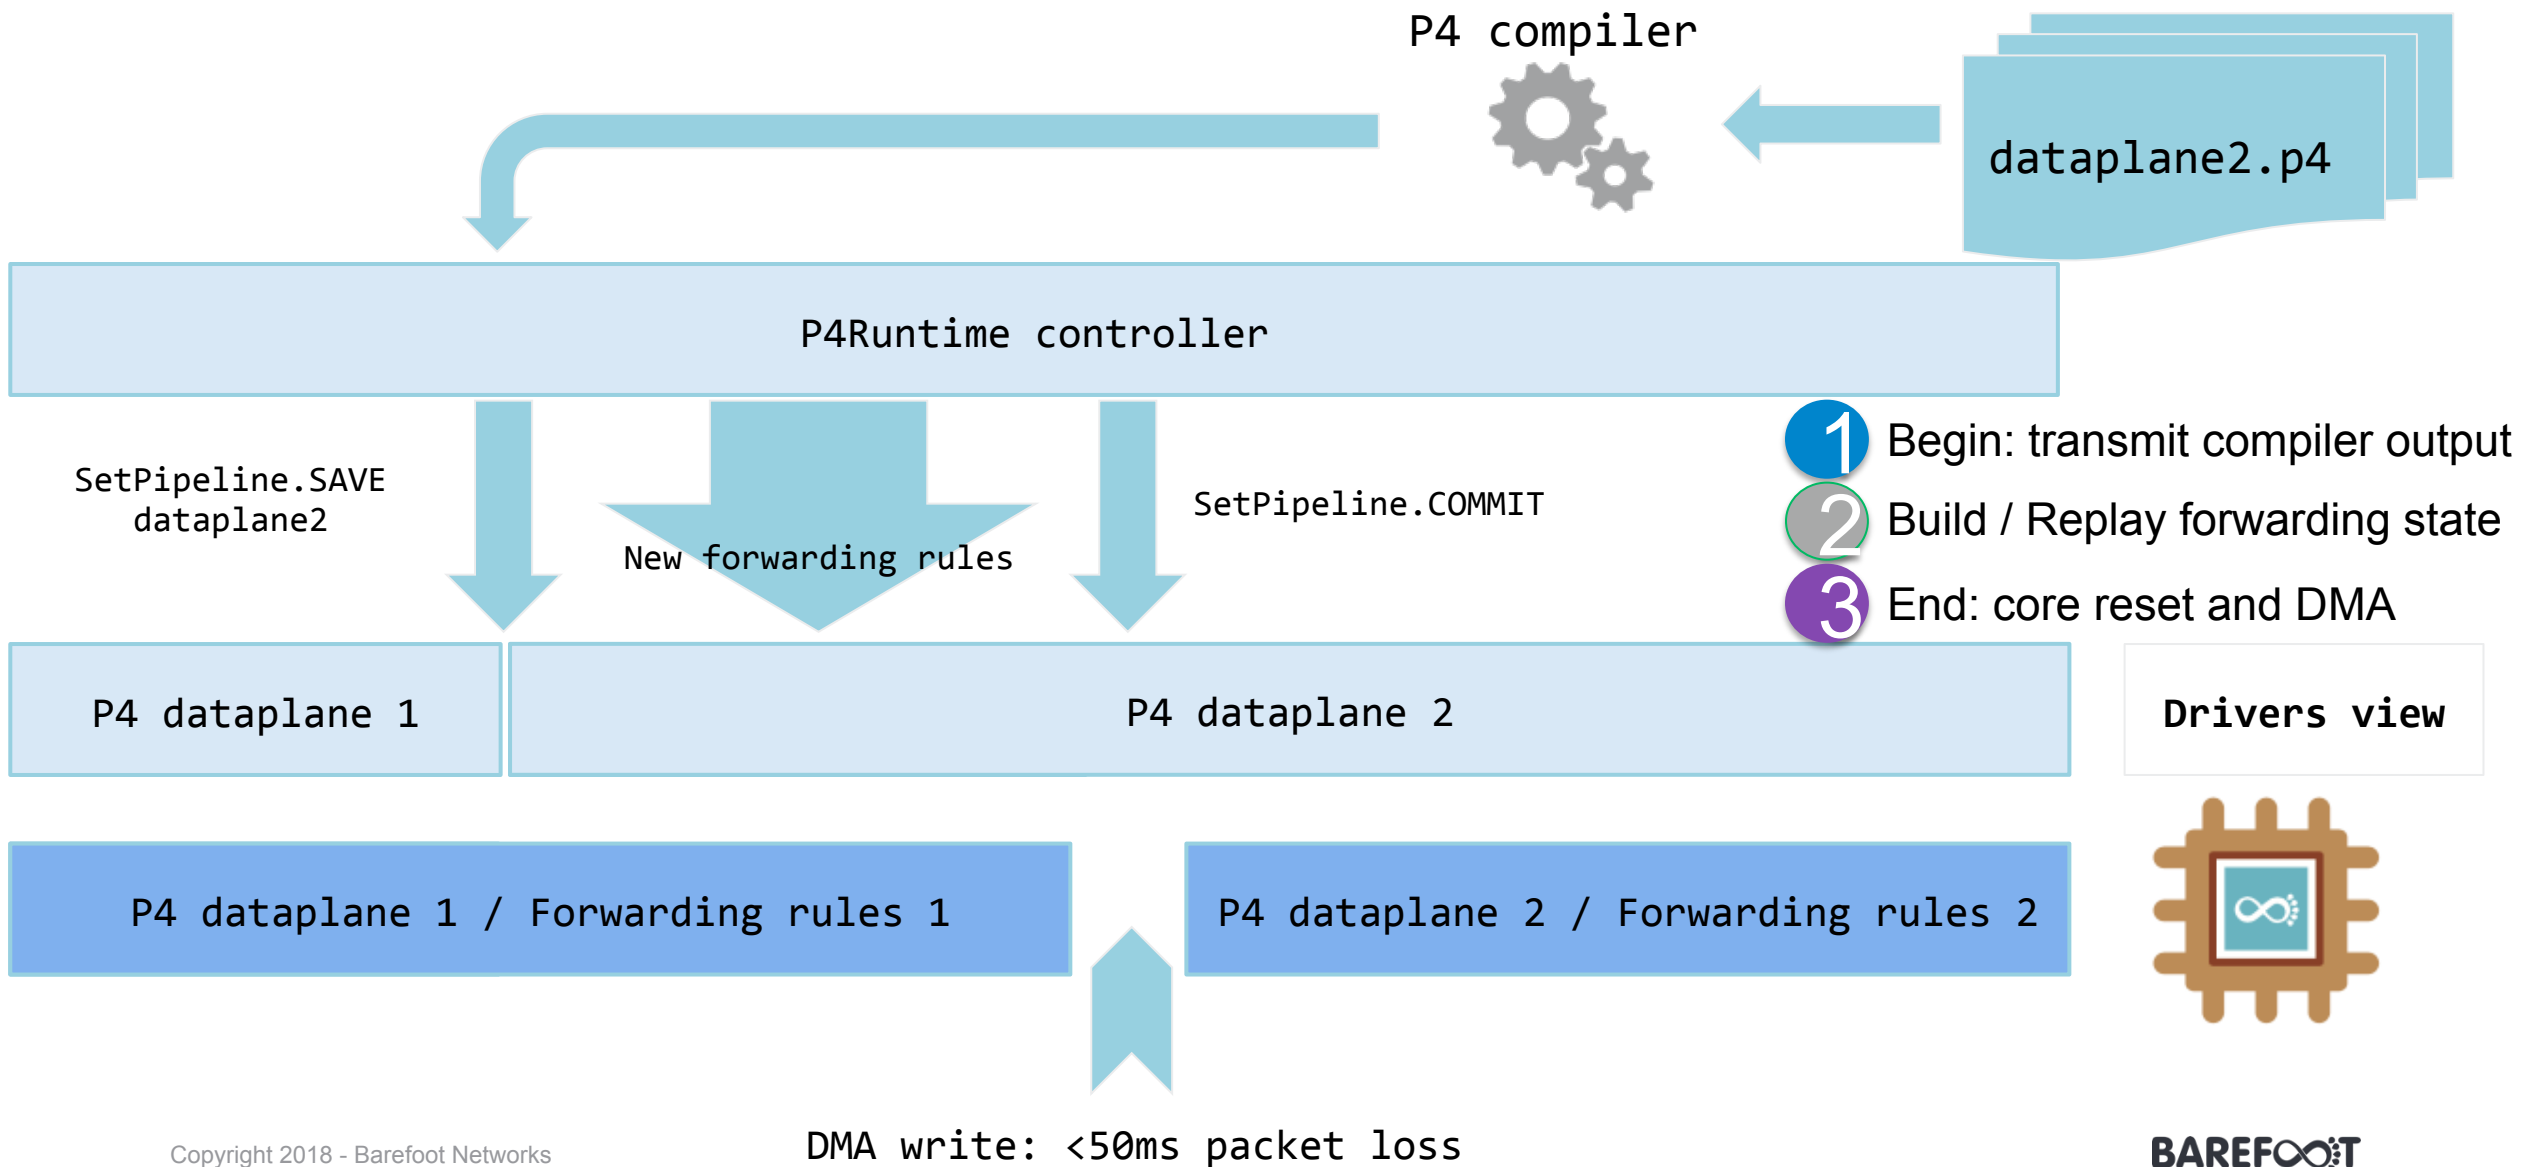 P4 compiler
dataplane2.p4
P4Runtime controller
SetPipeline.SAVE
dataplane2
New forwarding rules
SetPipeline.COMMIT
1 Begin: transmit compiler output
2 Build / Replay forwarding state
3 End: core reset and DMA
P4 dataplane 1
P4 dataplane 2
Drivers view
P4 dataplane 1 / Forwarding rules 1
P4 dataplane 2 / Forwarding rules 2
DMA write: <50ms packet loss
Copyright 2018 - Barefoot Networks
BAREFOOT